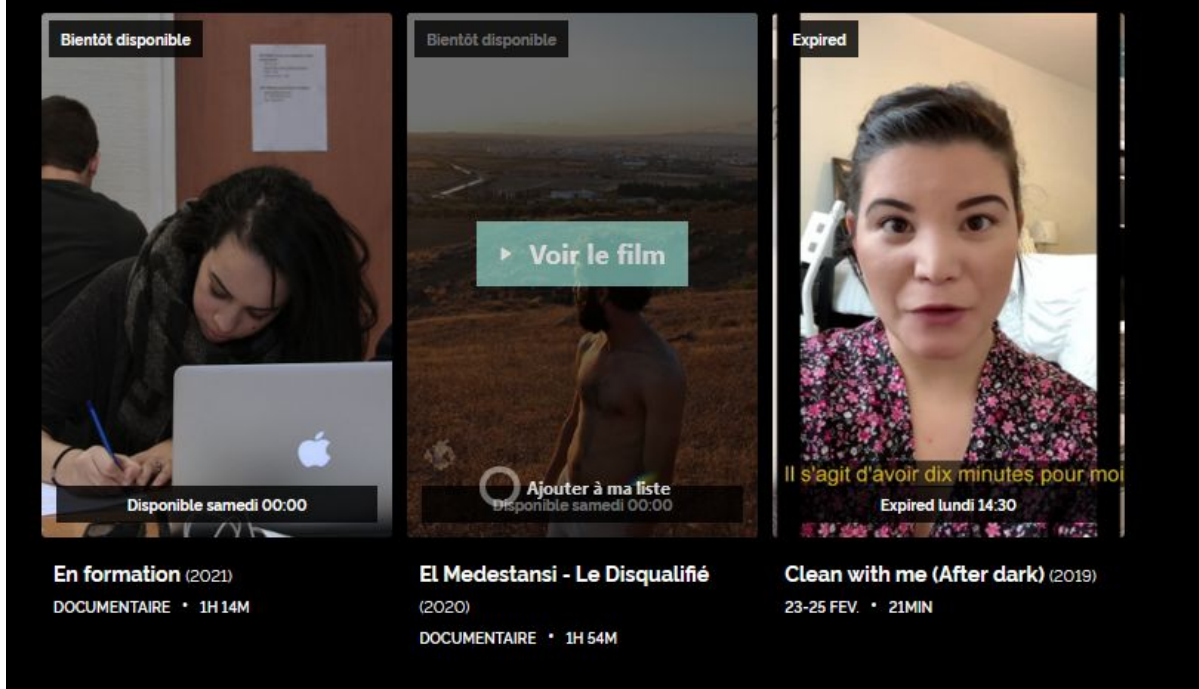 Bientôt disponible
Disponible samedi 00:00
En formation (2021)
DOCUMENTAIRE • 1H 14M
Bientôt disponible
Voir le film
Ajouter à ma liste
Disponible samedi 00:00
El Medestansi - Le Disqualifié
(2020)
DOCUMENTAIRE • 1H 54M
Expired
Il s'agit d'avoir dix minutes pour moi
Expired lundi 14:30
Clean with me (After dark) (2019)
23-25 FEV. • 21MIN